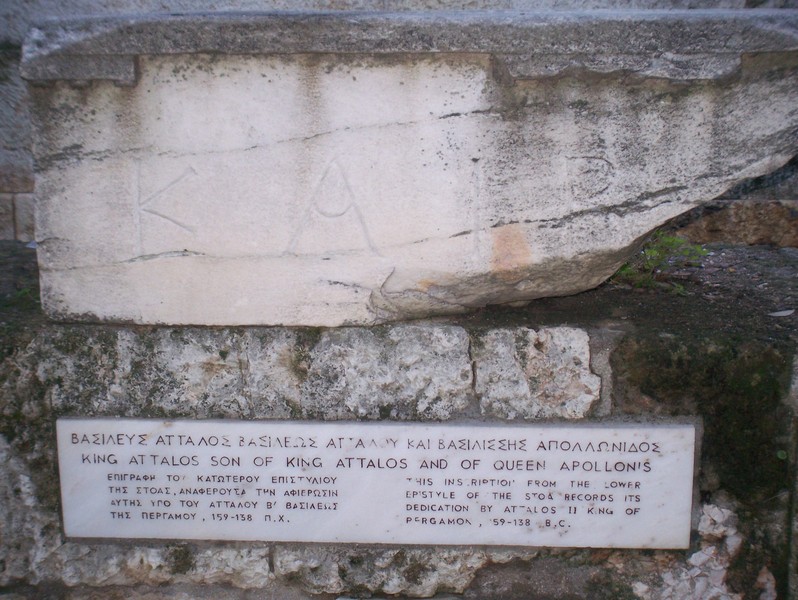 ΚΑΙ Β
ΒΑΣΙΛΕΥΣ ΑΤΤΑΛΟΣ ΒΑΣΙΛΕΩΣ ΑΤΤΑΛΟΥ ΚΑΙ ΒΑΣΙΛΙΣΣΗΣ ΑΠΟΛΛΩΝΙΔΟΣ
KING ATTALOS SON OF KING ATTALOS AND OF QUEEN APOLLONIS
ΕΠΙΓΡΑΦΗ ΤΟΥ ΚΑΤΩΤΕΡΟΥ ΕΠΙΣΤΥΛΙΟΥ
ΤΗΣ ΣΤΟΑΣ, ΑΝΑΦΕΡΟΥΣΑ ΤΗΝ ΑΦΙΕΡΩΣΙΝ
ΑΥΤΗΣ ΥΠΟ ΤΟΥ ΑΤΤΑΛΟΥ Β' ΒΑΣΙΛΕΩΣ
ΤΗΣ ΠΕΡΓΑΜΟΥ, 159-138 Π.Χ.
THIS INSCRIPTION FROM THE LOWER
EPISTYLE OF THE STOA RECORDS ITS
DEDICATION BY ATTALOS II KING OF
PERGAMON, 159-138 B.C.